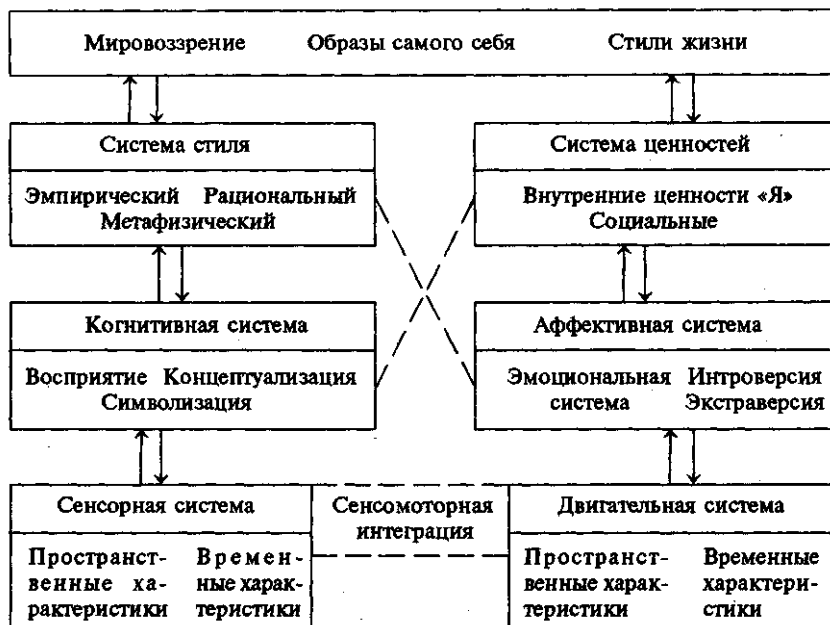 Мировоззрение Образы самого себя Стили жизни
Система стиля
Эмпирический Рациональный
Метафизический
Система ценностей
Внутренние ценности «Я»
Социальные
Когнитивная система
Восприятие Концептуализация
Символизация
Аффективная система
Эмоциональная Интроверсия
система Экстраверсия
Сенсорная система
Пространст- Времен-
венные ха- ные харак-
рактеристики теристики
Сенсомоторная
интеграция
Двигательная система
Пространст- Временные
венные харак- характери-
теристики стики